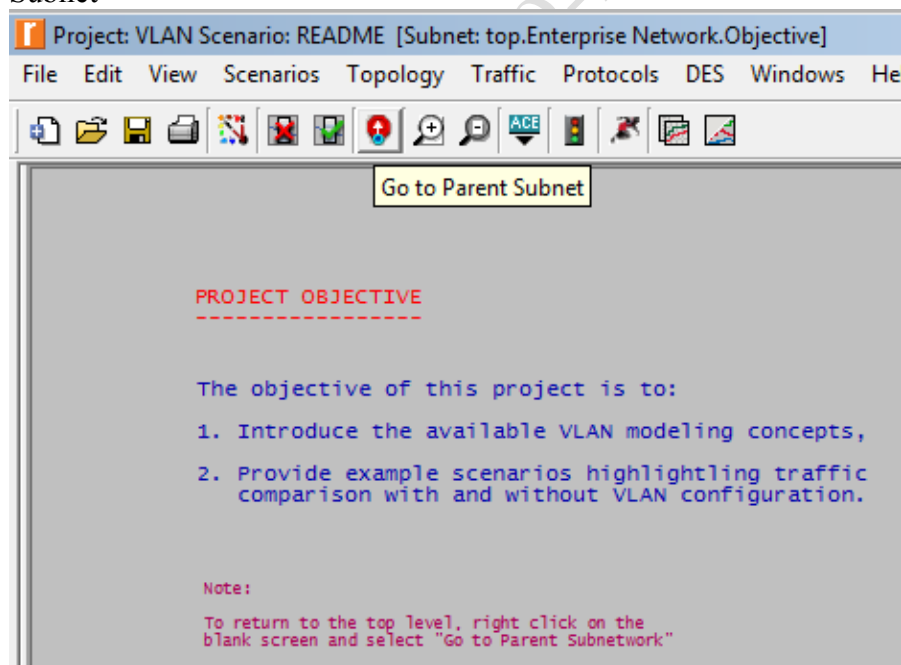 Subnet
Project: VLAN Scenario: README [Subnet: top.Enterprise Network.Objective]
File Edit View Scenarios Topology Traffic Protocols DES Windows He
ACE
Go to Parent Subnet
PROJECT OBJECTIVE
-----------------
The objective of this project is to:
1. Introduce the available VLAN modeling concepts,
2. Provide example scenarios highlightling traffic
comparison with and without VLAN configuration.
Note:
To return to the top level, right click on the
blank screen and select "Go to Parent Subnetwork"